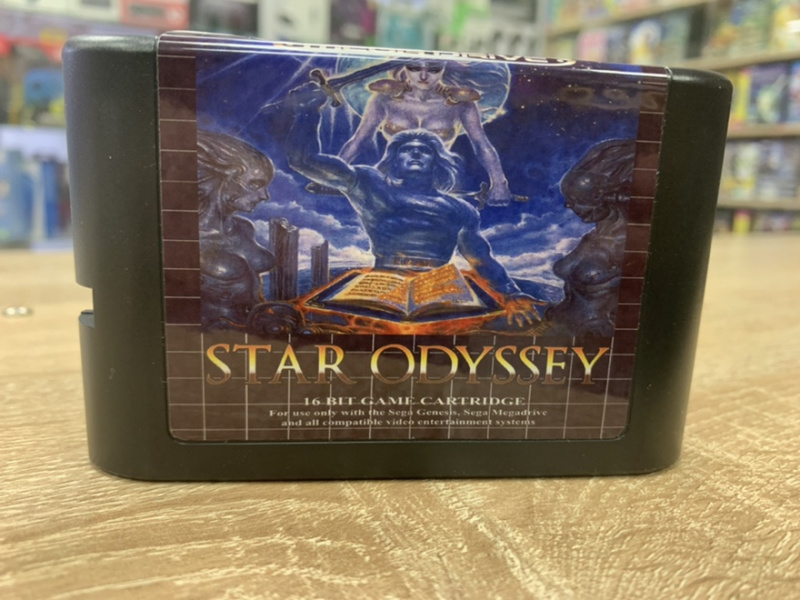 STAR ODYSSEY
16-BIT GAME CARTRIDGE
For use only with the Sega Genesis, Sega Megadrive
and all compatible video entertainment systems